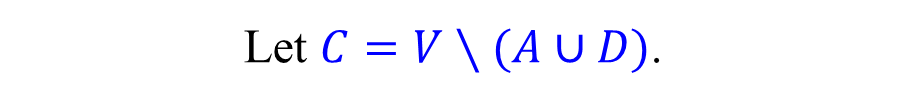 Let C = V \ (A ∪ D).